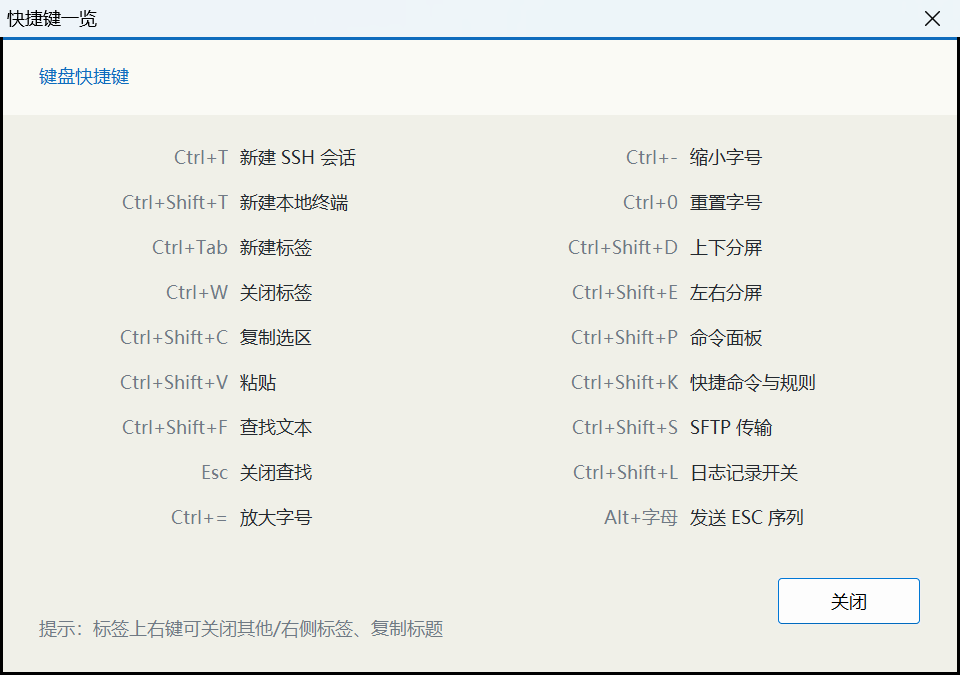 快捷键一览
键盘快捷键
Ctrl+T 新建 SSH 会话
Ctrl+Shift+T 新建本地终端
Ctrl+Tab 新建标签
Ctrl+W 关闭标签
Ctrl+Shift+C 复制选区
Ctrl+Shift+V 粘贴
Ctrl+Shift+F 查找文本
Esc 关闭查找
Ctrl+= 放大字号
Ctrl+- 缩小字号
Ctrl+0 重置字号
Ctrl+Shift+D 上下分屏
Ctrl+Shift+E 左右分屏
Ctrl+Shift+P 命令面板
Ctrl+Shift+K 快捷命令与规则
Ctrl+Shift+S SFTP 传输
Ctrl+Shift+L 日志记录开关
Alt+字母 发送 ESC 序列
关闭
提示：标签上右键可关闭其他/右侧标签、复制标题